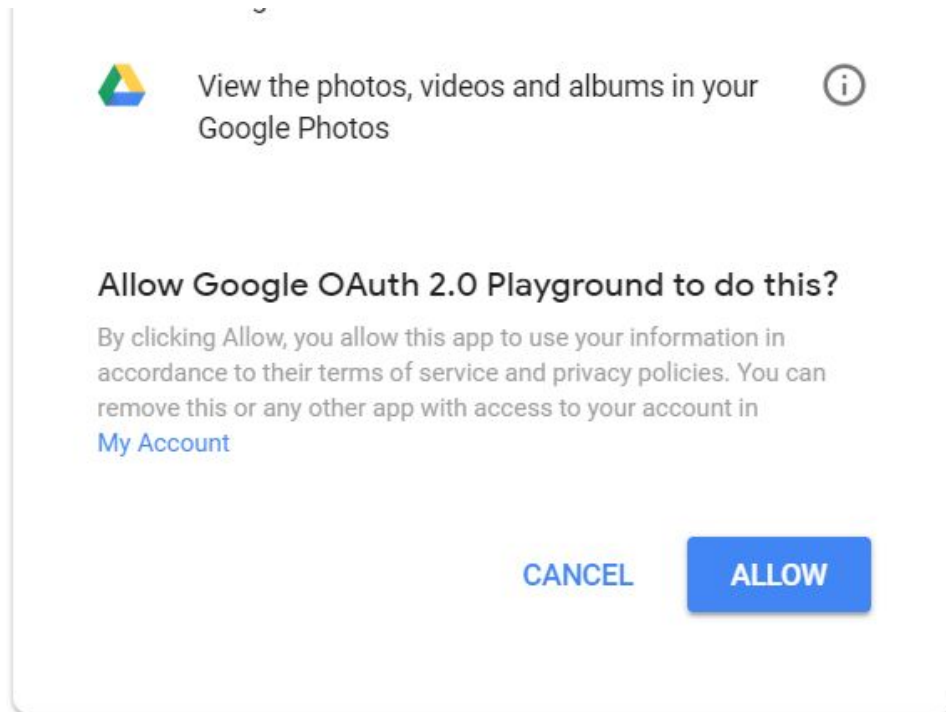 View the photos, videos and albums in your
Google Photos
Allow Google OAuth 2.0 Playground to do this?
By clicking Allow, you allow this app to use your information in
accordance to their terms of service and privacy policies. You can
remove this or any other app with access to your account in
My Account
CANCEL ALLOW